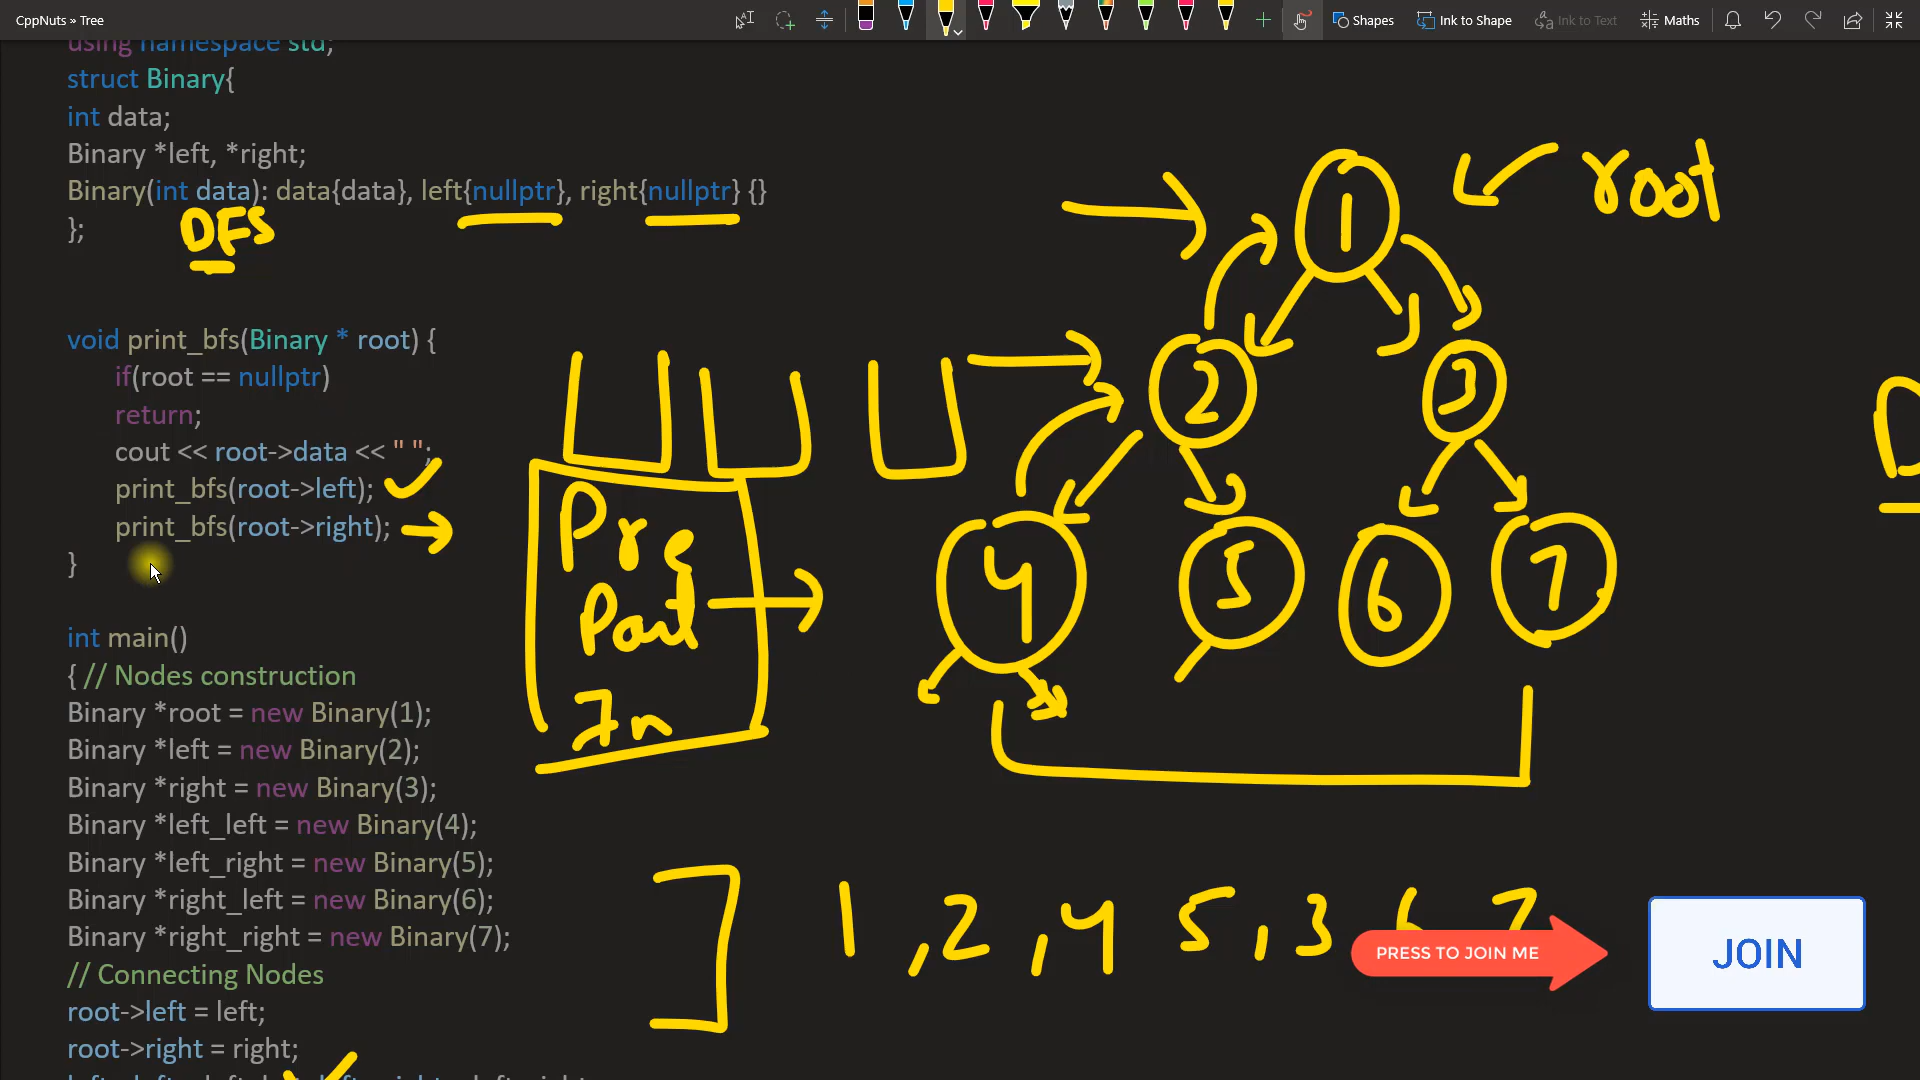 CppNuts » Tree
Shapes
Ink to Shape
Ink to Text
Maths
using namespace std;
struct Binary{
int data;
Binary *left, *right;
Binary(int data): data{data}, left{nullptr}, right{nullptr} {}
};
DFS
void print_bfs(Binary * root) {
if(root == nullptr)
return;
cout << root->data << " ";
print_bfs(root->left);
print_bfs(root->right);
}
int main()
{ // Nodes construction
Binary *root = new Binary(1);
Binary *left = new Binary(2);
Binary *right = new Binary(3);
Binary *left_left = new Binary(4);
Binary *left_right = new Binary(5);
Binary *right_left = new Binary(6);
Binary *right_right = new Binary(7);
// Connecting Nodes
root->left = left;
root->right = right;
Pre
Post
In
root
1
2
3
4
5
6
7
D
1 , 2 , 4 5 , 3 6 7
PRESS TO JOIN ME
JOIN